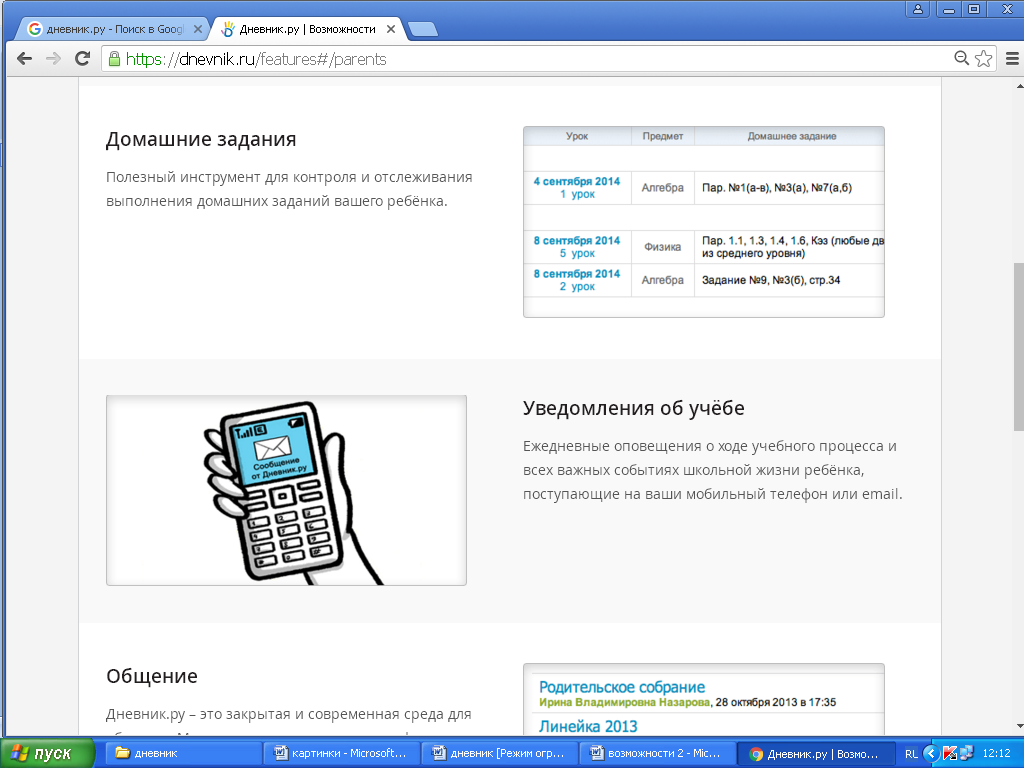 дневник.ру - Поиск в Googl
Дневник.ру | Возможности
https://dnevnik.ru/features#/parents
Домашние задания
Полезный инструмент для контроля и отслеживания
выполнения домашних заданий вашего ребёнка.
Урок Предмет Домашнее задание
4 сентября 2014
1 урок
Алгебра
Пар. №1(а-в), №3(а), №7(а,б)
8 сентября 2014
5 урок
Физика
Пар. 1.1, 1.3, 1.4, 1.6, Кэз (любые дв
из среднего уровня)
8 сентября 2014
2 урок
Алгебра
Задание №9, №3(б), стр.34
Сообщение
от Дневник.ру
Уведомления об учёбе
Ежедневные оповещения о ходе учебного процесса и
всех важных событиях школьной жизни ребёнка,
поступающие на ваши мобильный телефон или email.
Общение
Дневник.ру – это закрытая и современная среда для
Родительское собрание
Ирина Владимировна Назарова, 28 октября 2013 в 17:35
Линейка 2013
пуск
дневник
картинки - Microsoft...
дневник [Режим огр...
возможности 2 - Mic...
Дневник.ру | Возмо...
RL
12:12